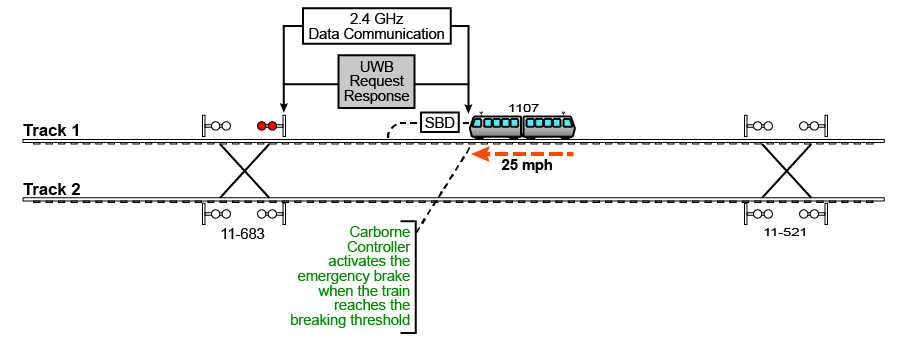 2.4 GHz
Data Communication
UWB
Request
Response
1107
SBD
Track 1
25 mph
Track 2
11-683
11-521
Carborne
Controller
activates the
emergency brake
when the train
reaches the
breaking threshold